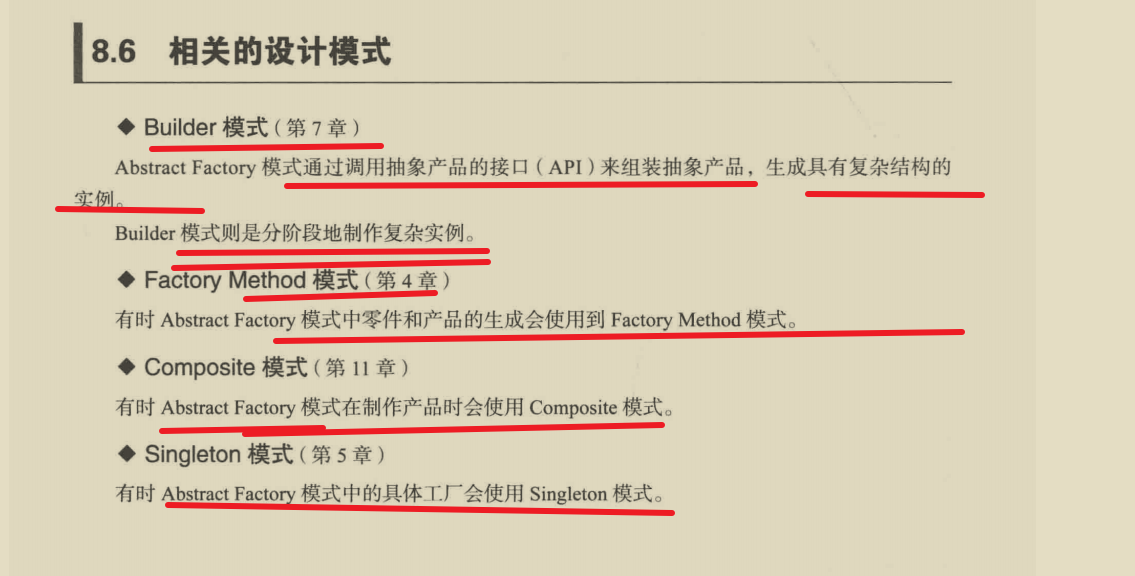 8.6 相关的设计模式
◆ Builder 模式（第 7 章）
Abstract Factory 模式通过调用抽象产品的接口（API）来组装抽象产品，生成具有复杂结构的
实例。
Builder 模式则是分阶段地制作复杂实例。
◆ Factory Method 模式（第 4 章）
有时 Abstract Factory 模式中零件和产品的生成会使用到 Factory Method 模式。
◆ Composite 模式（第 11 章）
有时 Abstract Factory 模式在制作产品时会使用 Composite 模式。
◆ Singleton 模式（第 5 章）
有时 Abstract Factory 模式中的具体工厂会使用 Singleton 模式。